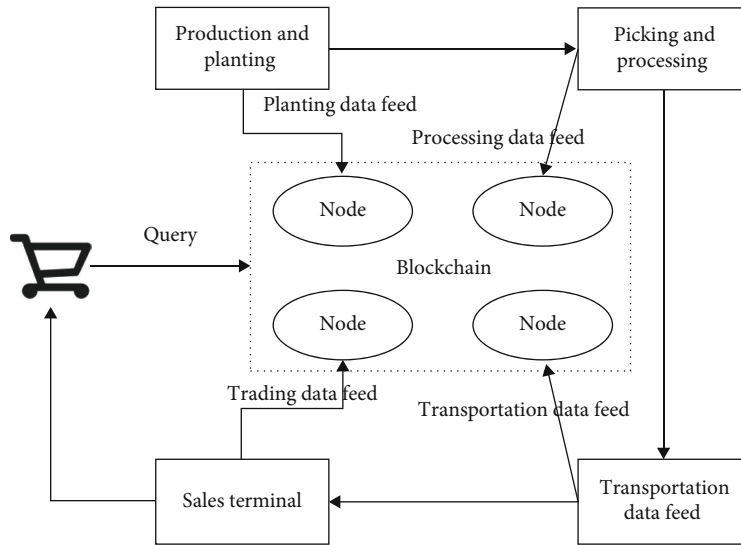 Production and
planting
Picking and
processing
Planting data feed
Processing data feed
Node
Node
Query
Blockchain
Node
Node
Trading data feed
Transportation data feed
Sales terminal
Transportation
data feed